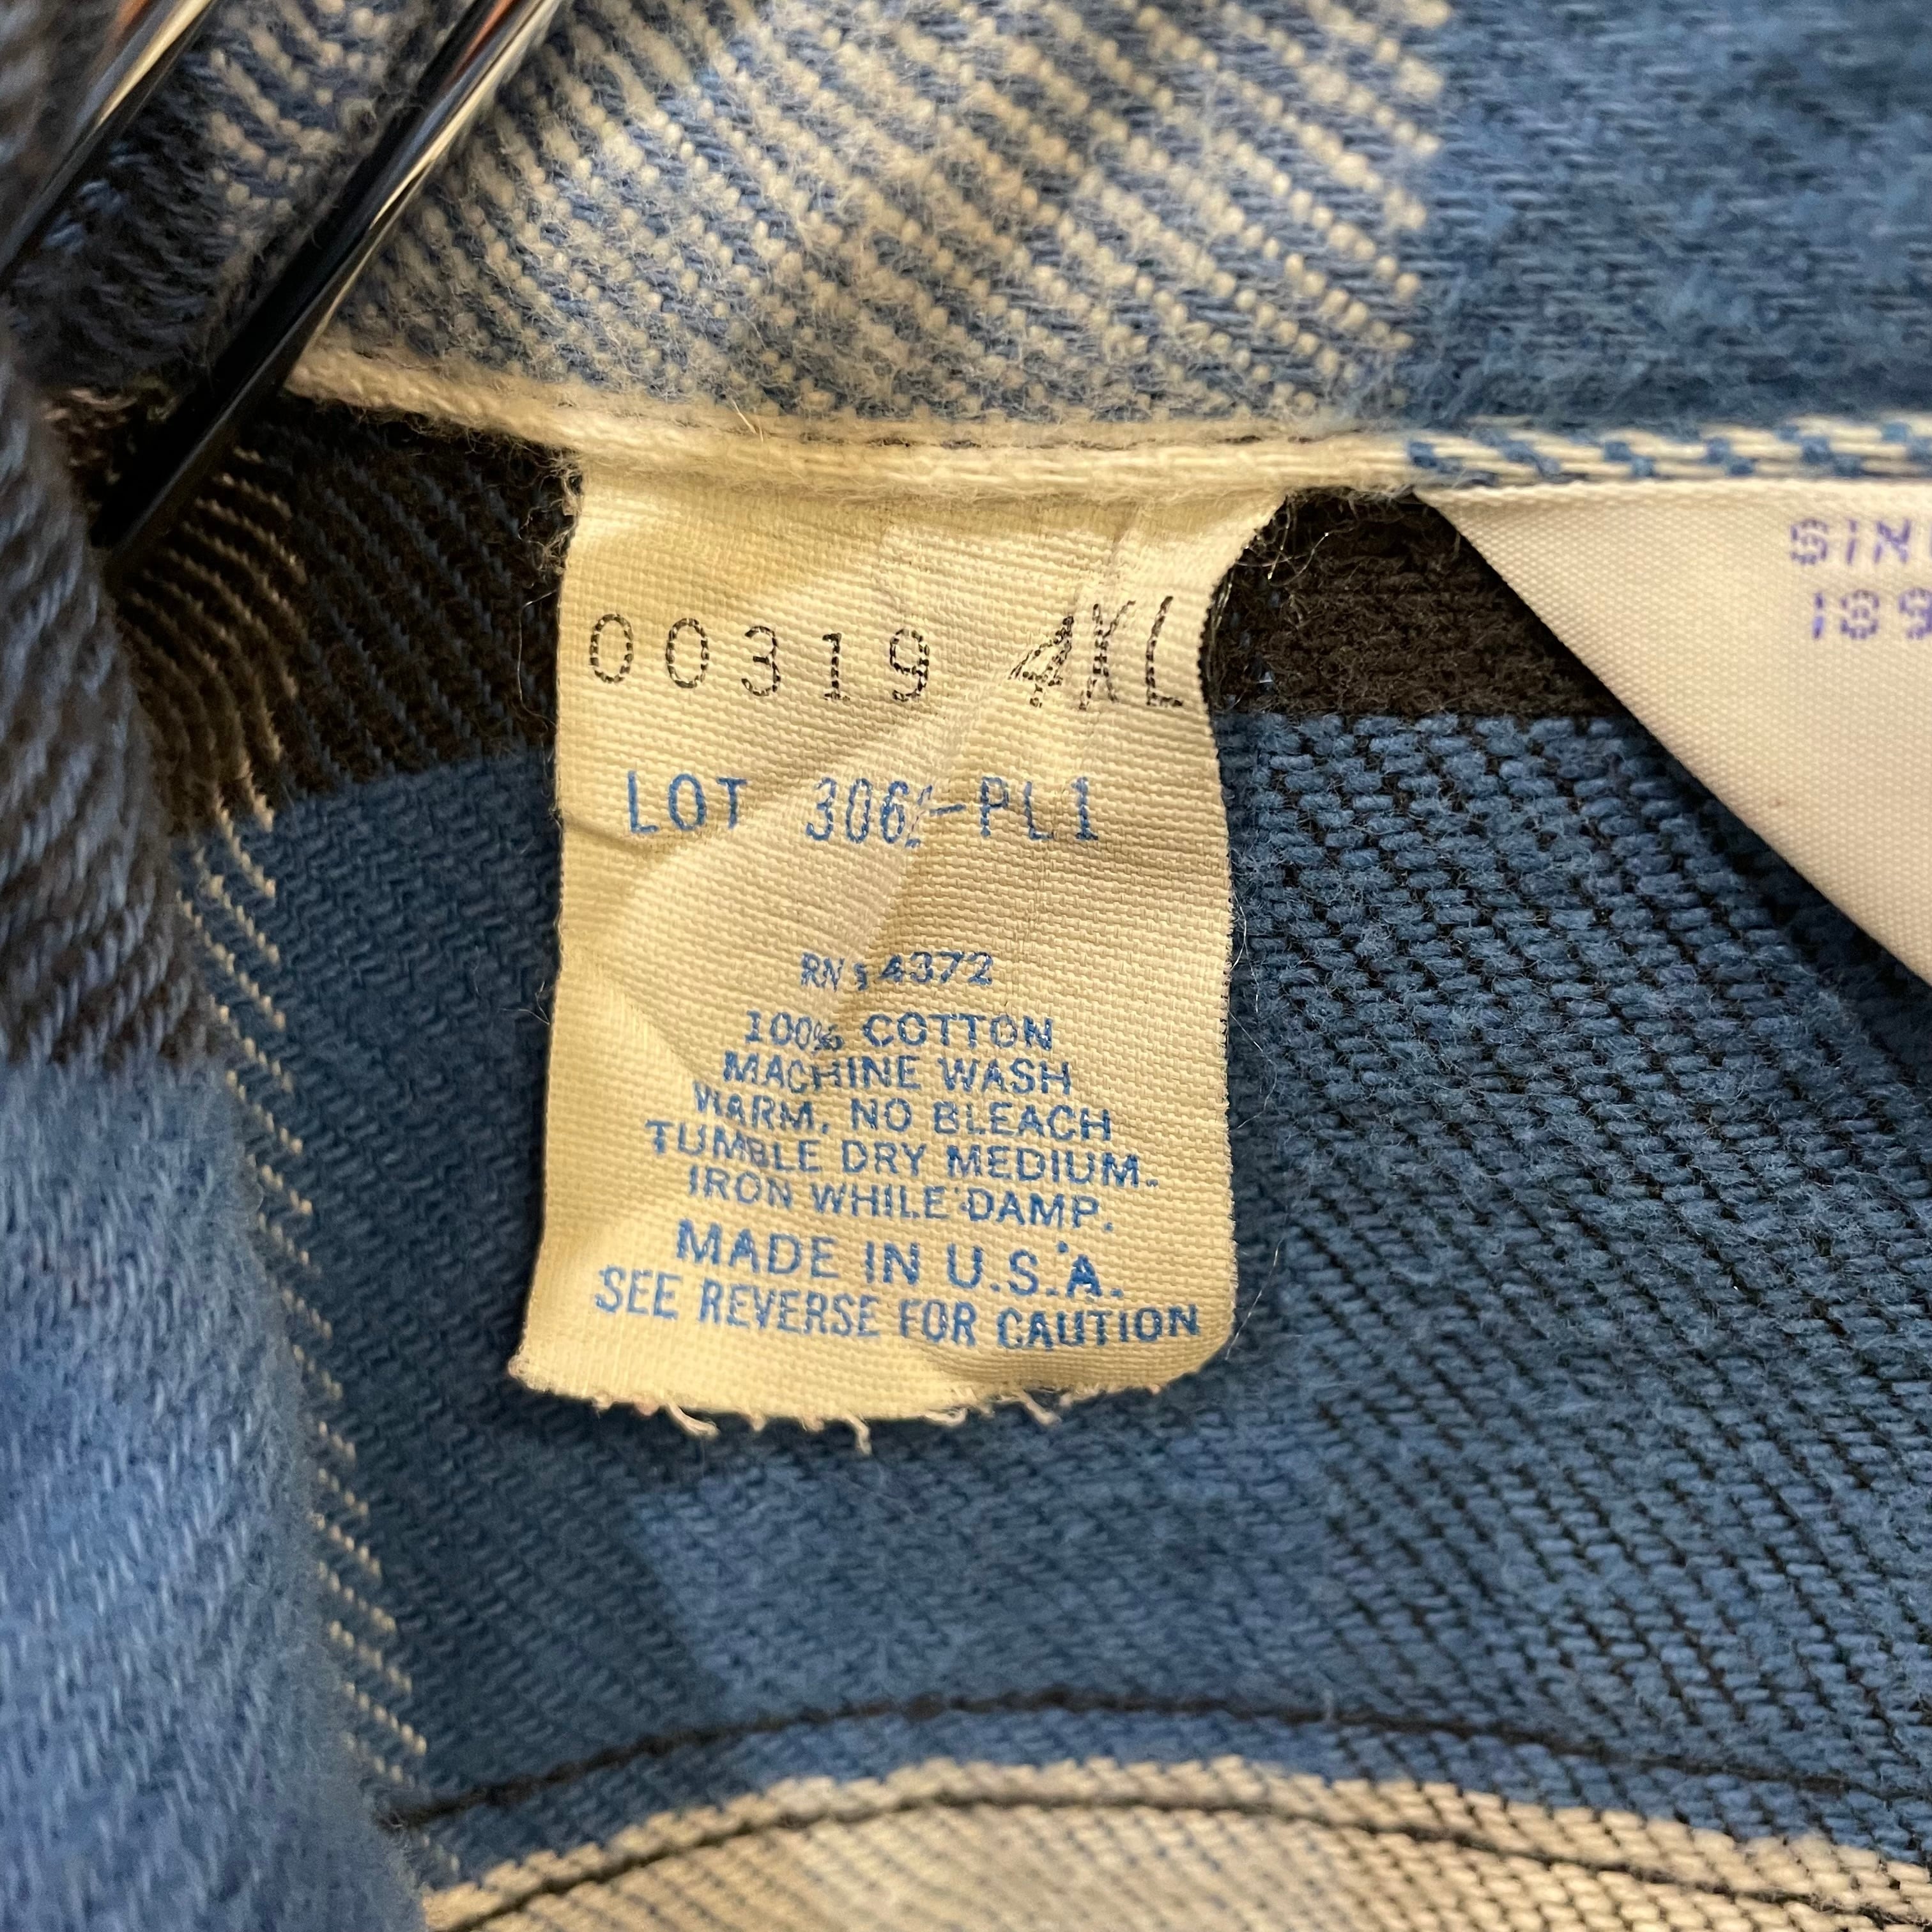 00319 4XL
LOT
RN 14372
100% COTTON
MACHINE WASH
WARM. NO BLEACH
TUMBLE DRY MEDIUM.
IRON WHILE DAMP.
MADE IN U.S.A.
SEE REVERSE FOR CAUTION